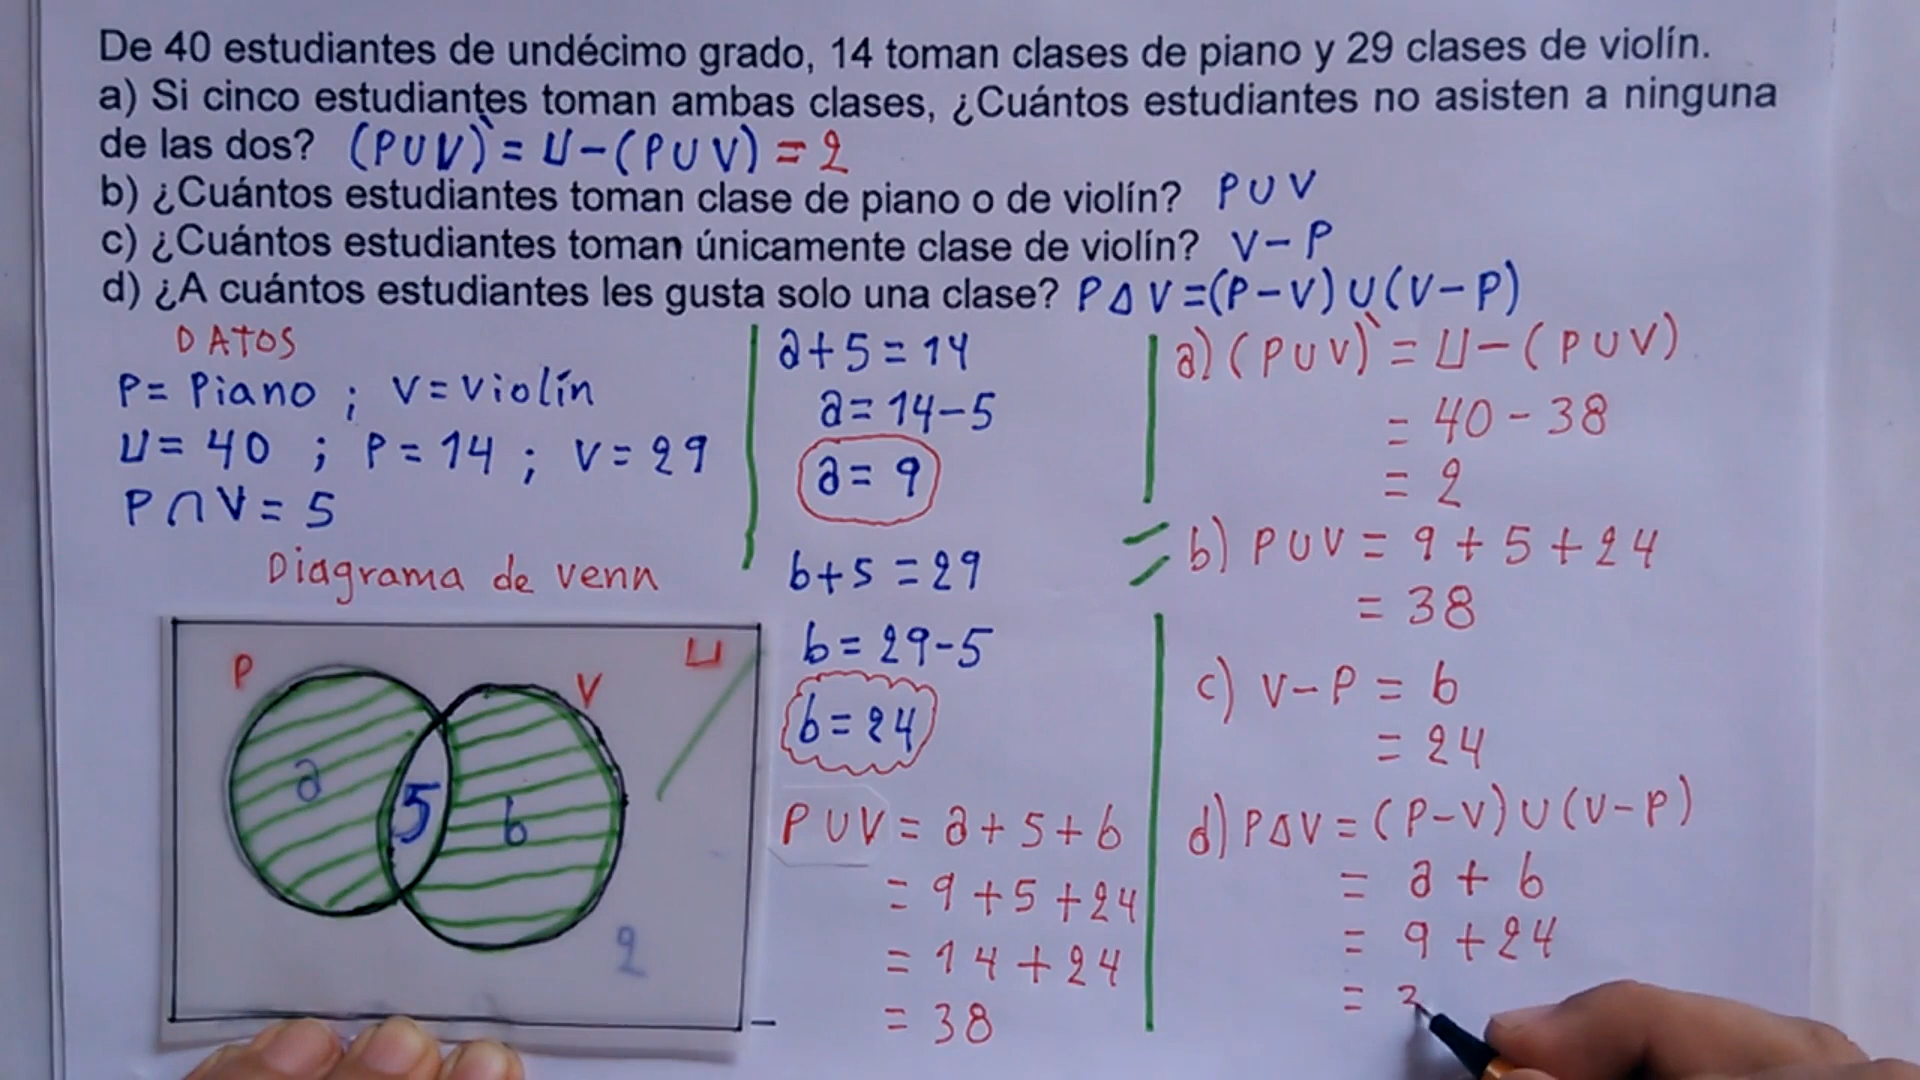 De 40 estudiantes de undécimo grado, 14 toman clases de piano y 29 clases de violín.
a) Si cinco estudiantes toman ambas clases, ¿Cuántos estudiantes no asisten a ninguna
de las dos? (P∪V)` = U-(P∪V) = 2
b) ¿Cuántos estudiantes toman clase de piano o de violín? P∪V
c) ¿Cuántos estudiantes toman únicamente clase de violín? V-P
d) ¿A cuántos estudiantes les gusta solo una clase? P∆V=(P-V)∪(V-P)
DATOS
P= Piano ; V=Violín
U= 40 ; P=14 ; V=29
P∩V= 5
Diagrama de venn
P
V
U
a
5
b
2
a+5=14
a=14-5
a= 9
b+5=29
b=29-5
b=24
P∪V= a+5+b
= 9+5+24
= 14+24
= 38
a) (P∪V)` = U-(P∪V)
= 40-38
= 2
b) P∪V= 9+5+24
= 38
c) V-P = b
= 24
d) P∆V=(P-V)∪(V-P)
= a+b
= 9+24
= 3